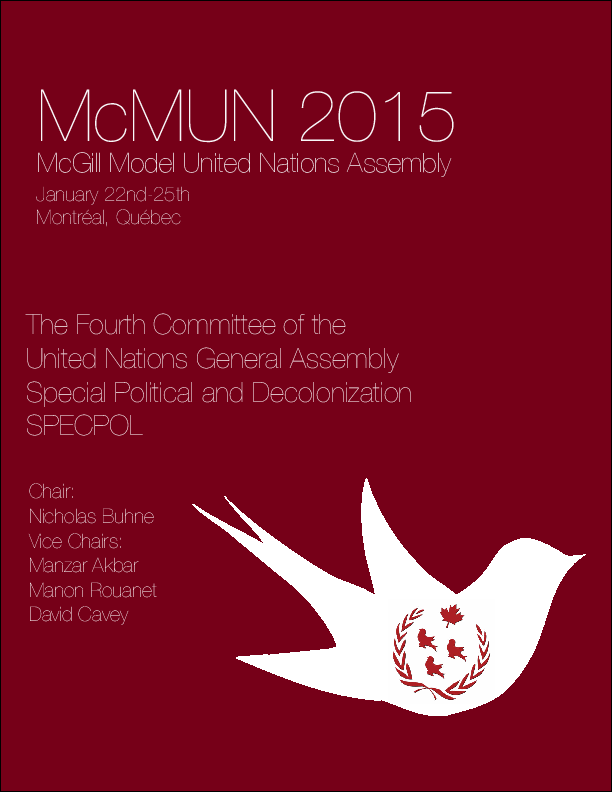 McMUN 2015
McGill Model United Nations Assembly
January 22nd-25th
Montréal, Québec
The Fourth Committee of the
United Nations General Assembly
Special Political and Decolonization
SPECPOL
Chair:
Nicholas Buhne
Vice Chairs:
Manzar Akbar
Manon Rouanet
David Cavey